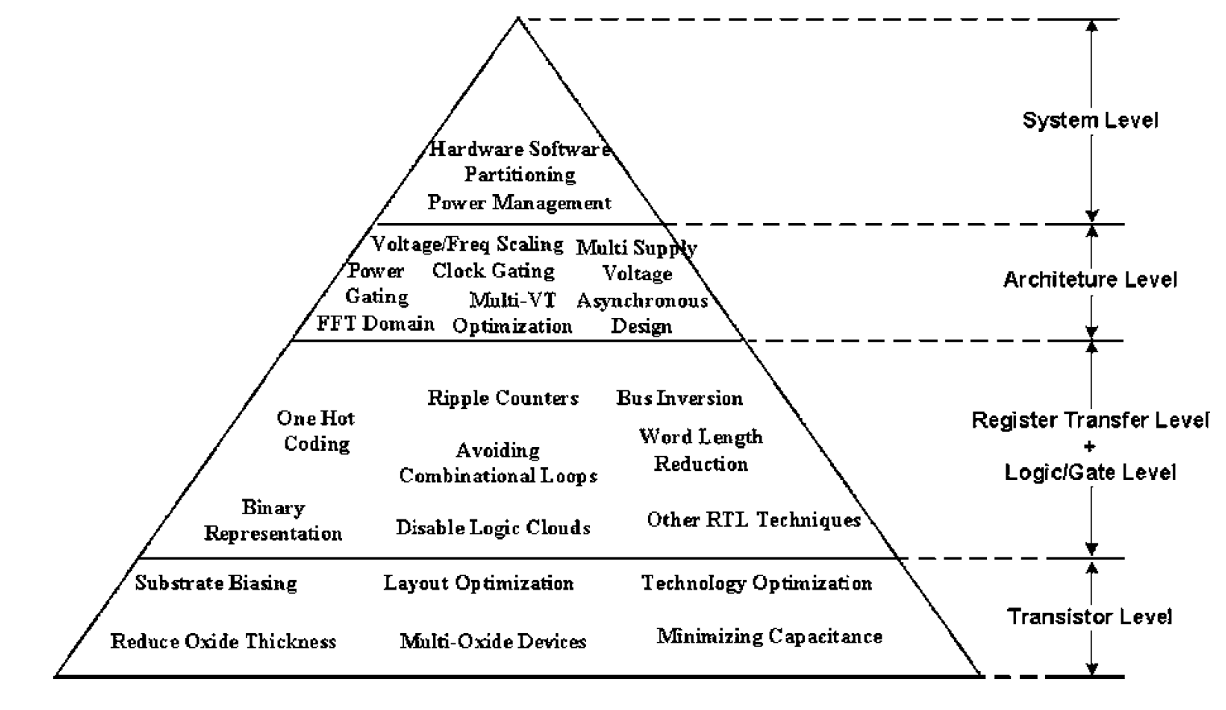 Hardware Software
Partitioning
Power Management
System Level
Voltage/Freq Scaling
Multi Supply
Voltage
Power
Gating
Clock Gating
Multi-VT
Optimization
Asynchronous
Design
FFT Domain
Architeture Level
One Hot
Coding
Ripple Counters
Bus Inversion
Avoiding
Combinational Loops
Word Length
Reduction
Binary
Representation
Disable Logic Clouds
Other RTL Techniques
Register Transfer Level
+
Logic/Gate Level
Substrate Biasing
Layout Optimization
Technology Optimization
Reduce Oxide Thickness
Multi-Oxide Devices
Minimizing Capacitance
Transistor Level